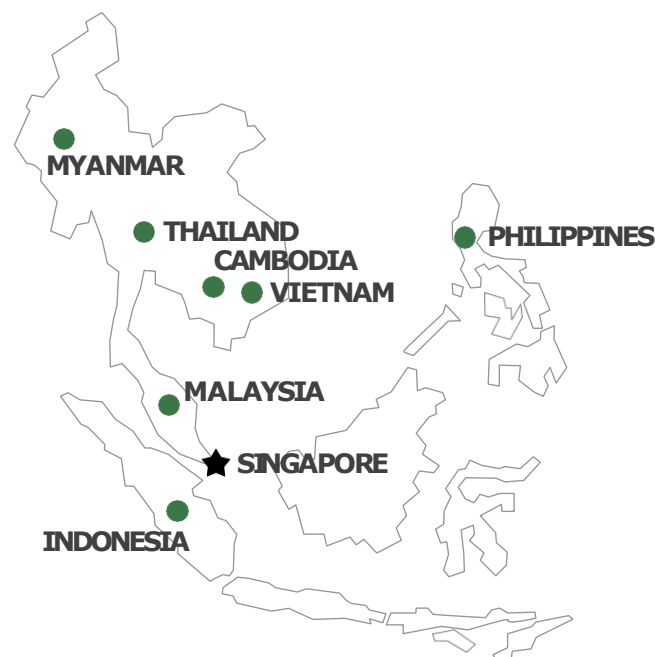 MYANMAR
THAILAND
PHILIPPINES
CAMBODIA
VIETNAM
MALAYSIA
SINGAPORE
INDONESIA